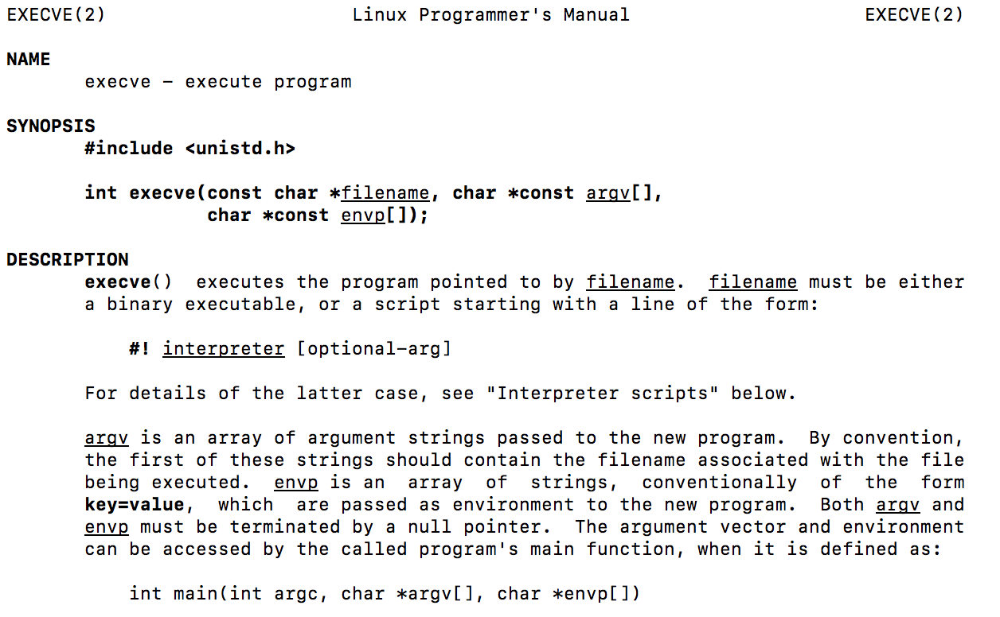 EXECVE(2) Linux Programmer's Manual EXECVE(2)
NAME
execve – execute program
SYNOPSIS
#include <unistd.h>
int execve(const char *filename, char *const argv[],
char *const envp[]);
DESCRIPTION
execve() executes the program pointed to by filename. filename must be either
a binary executable, or a script starting with a line of the form:
#! interpreter [optional-arg]
For details of the latter case, see "Interpreter scripts" below.
argv is an array of argument strings passed to the new program. By convention,
the first of these strings should contain the filename associated with the file
being executed. envp is an array of strings, conventionally of the form
key=value, which are passed as environment to the new program. Both argv and
envp must be terminated by a null pointer. The argument vector and environment
can be accessed by the called program's main function, when it is defined as:
int main(int argc, char *argv[], char *envp[])